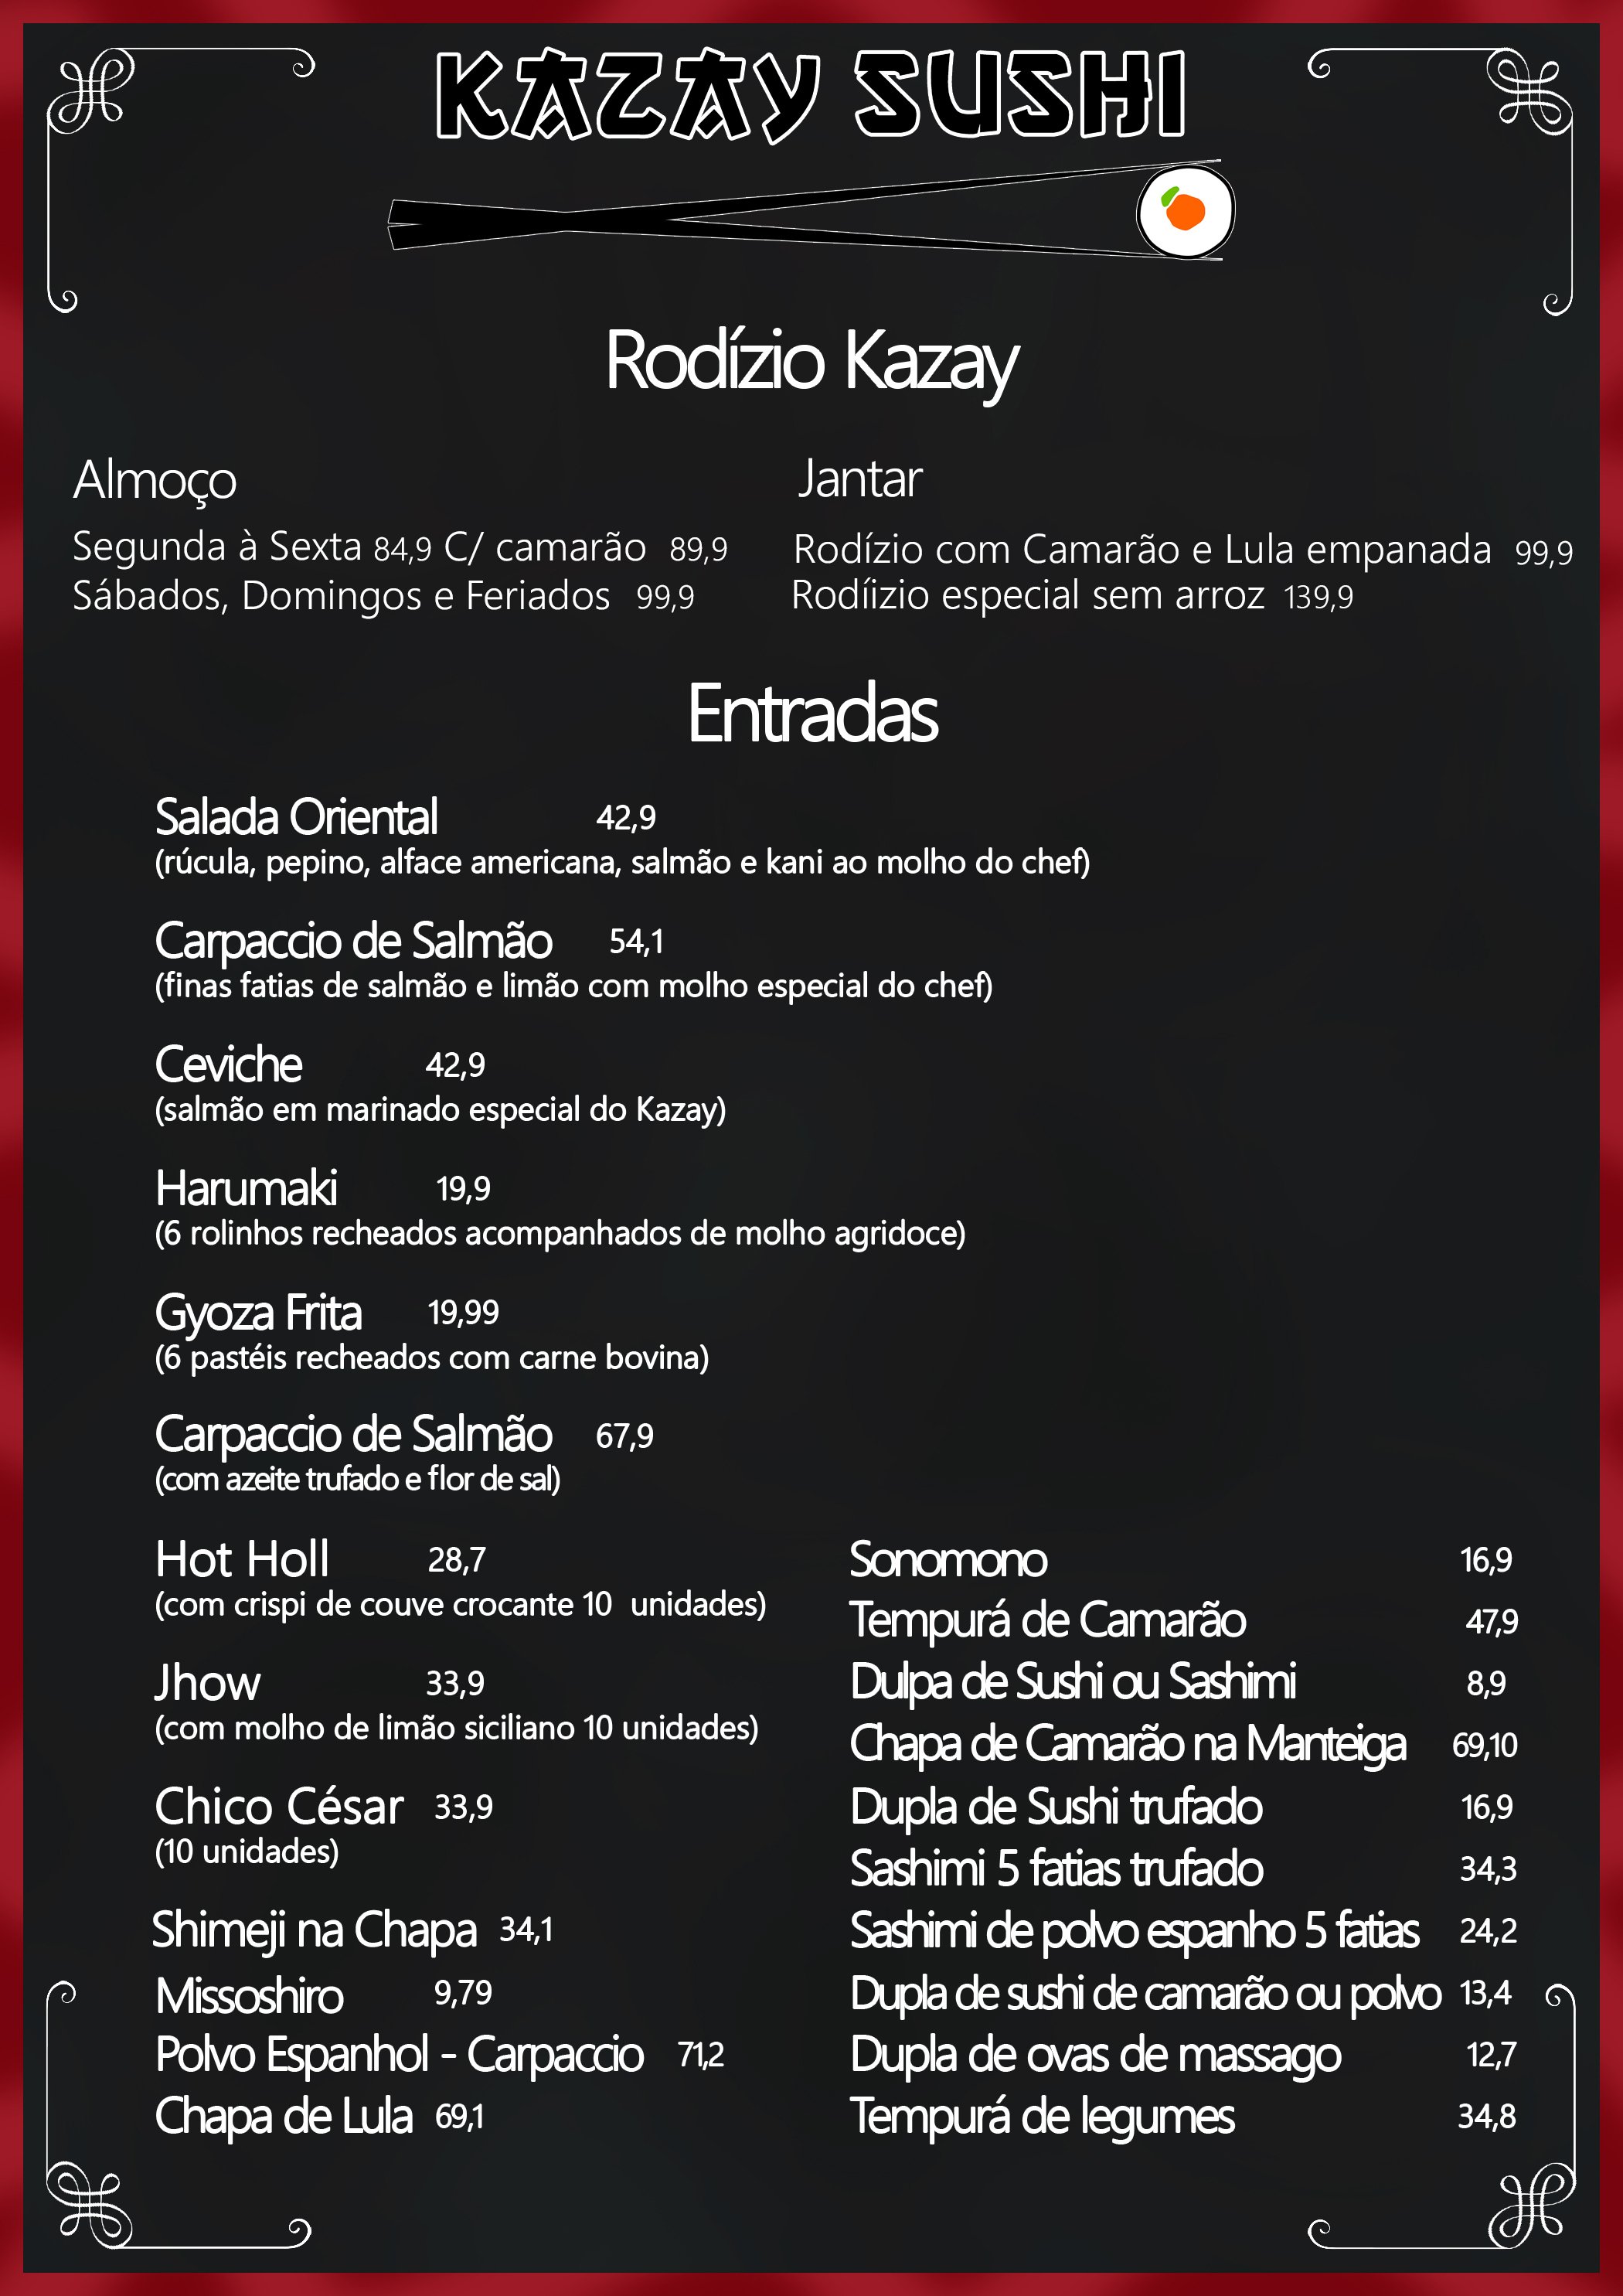 KAZAY SUSHI
Rodízio Kazay
Almoço
Segunda à Sexta 84,9 C/ camarão 89,9
Sábados, Domingos e Feriados 99,9
Jantar
Rodízio com Camarão e Lula empanada 99,9
Rodíizio especial sem arroz 139,9
Entradas
Salada Oriental 42,9
(rúcula, pepino, alface americana, salmão e kani ao molho do chef)
Carpaccio de Salmão 54,1
(finas fatias de salmão e limão com molho especial do chef)
Ceviche 42,9
(salmão em marinado especial do Kazay)
Harumaki 19,9
(6 rolinhos recheados acompanhados de molho agridoce)
Gyoza Frita 19,99
(6 pastéis recheados com carne bovina)
Carpaccio de Salmão 67,9
(com azeite trufado e flor de sal)
Hot Holl 28,7
(com crispi de couve crocante 10 unidades)
Jhow 33,9
(com molho de limão siciliano 10 unidades)
Chico César 33,9
(10 unidades)
Shimeji na Chapa 34,1
Missoshiro 9,79
Polvo Espanhol - Carpaccio 71,2
Chapa de Lula 69,1
Sonomono 16,9
Tempurá de Camarão 47,9
Dulpa de Sushi ou Sashimi 8,9
Chapa de Camarão na Manteiga 69,10
Dupla de Sushi trufado 16,9
Sashimi 5 fatias trufado 34,3
Sashimi de polvo espanho 5 fatias 24,2
Dupla de sushi de camarão ou polvo 13,4
Dupla de ovas de massago 12,7
Tempurá de legumes 34,8